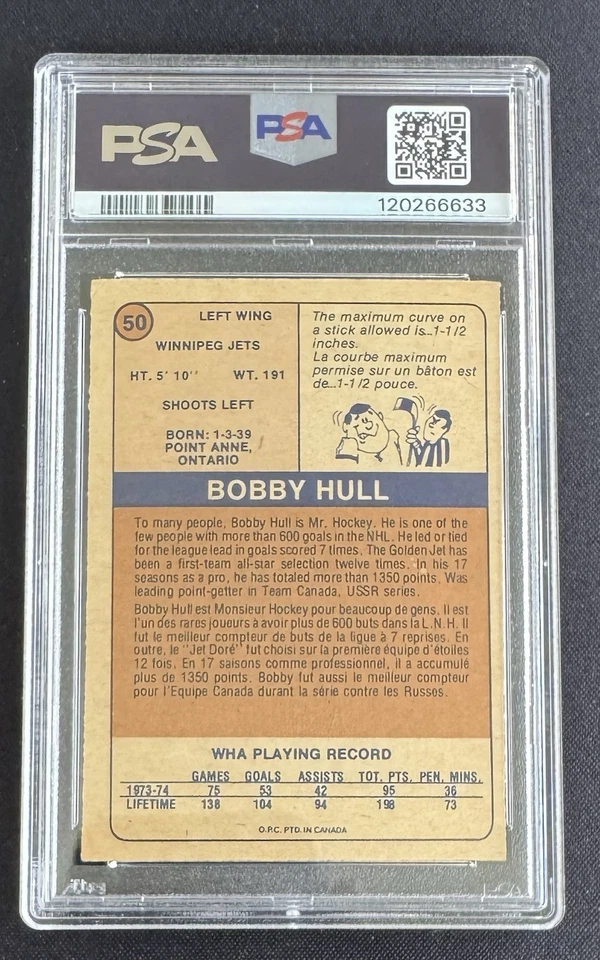 PSA
PSA
120266633
50
LEFT WING
WINNIPEG JETS
HT. 5' 10'' WT. 191
SHOOTS LEFT
BORN: 1-3-39
POINT ANNE,
ONTARIO
The maximum curve on
a stick allowed is...1-1/2
inches.
La courbe maximum
permise sur un bâton est
de...1-1/2 pouce.
BOBBY HULL
To many people, Bobby Hull is Mr. Hockey. He is one of the
few people with more than 600 goals in the NHL. He led or tied
for the league lead in goals scored 7 times. The Golden Jet has
been a first-team all-star selection twelve times. In his 17
seasons as a pro, he has totaled more than 1350 points. Was
leading point-getter in Team Canada, USSR series.
Bobby Hull est Monsieur Hockey pour beaucoup de gens. Il est
l'un des rares joueurs à avoir plus de 600 buts dans la L.N.H. Il
fut le meilleur compteur de buts de la ligue à 7 reprises. En
outre, le "Jet Doré" fut choisi sur la première équipe d'étoiles
12 fois. En 17 saisons comme professionnel, il a accumulé
plus de 1350 points. Bobby fut aussi le meilleur compteur
pour l'Equipe Canada durant la série contre les Russes.
WHA PLAYING RECORD
GAMES GOALS ASSISTS TOT. PTS. PEN. MINS.
1973-74 75 53 42 95 36
LIFETIME 138 104 94 198 73
O.P.C. PTD. IN CANADA